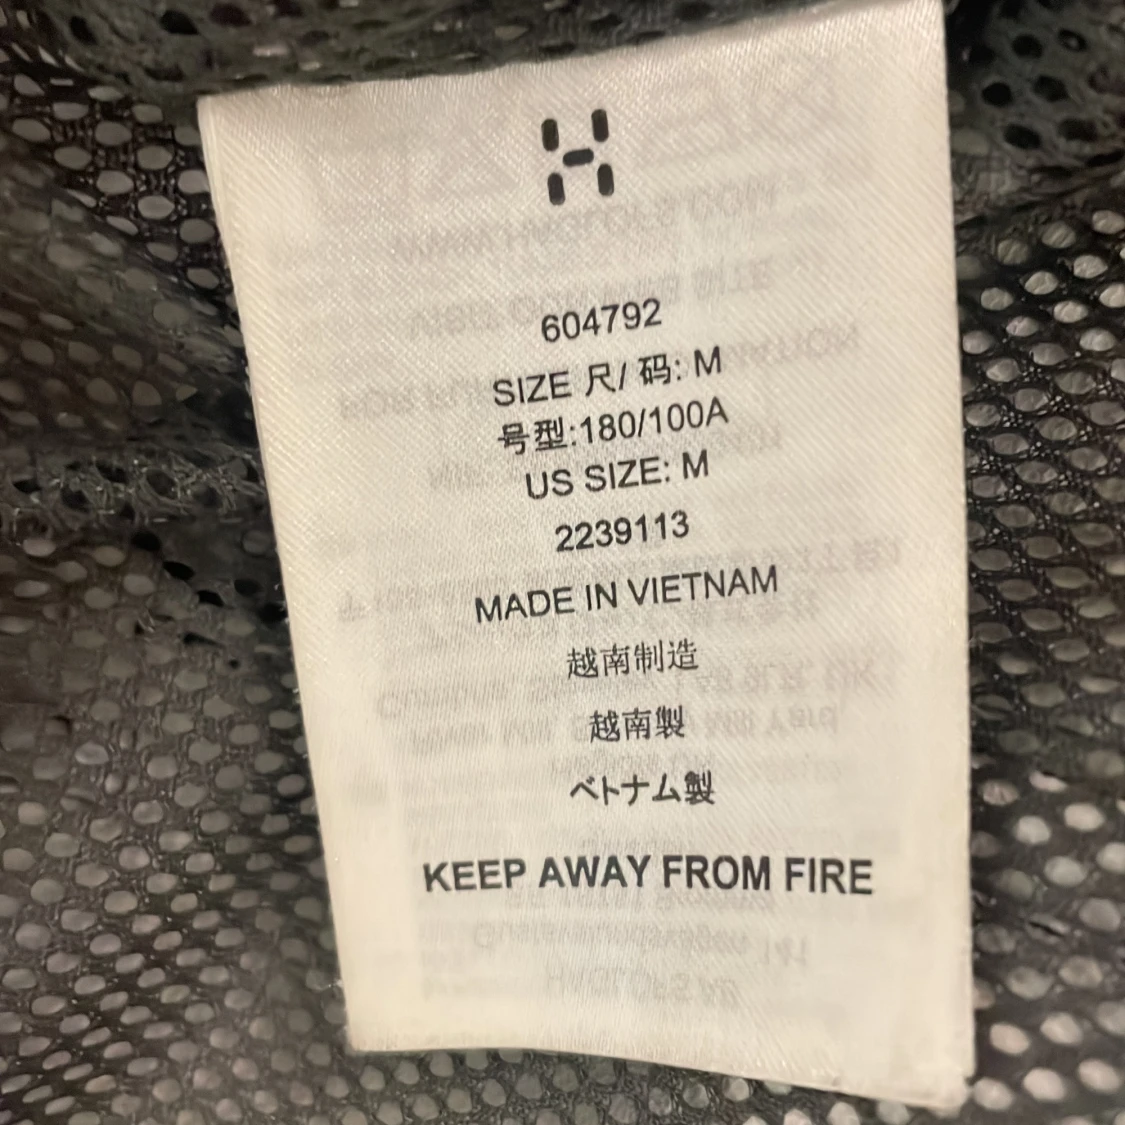 604792
SIZE 尺/ 码: M
号型:180/100A
US SIZE: M
2239113
MADE IN VIETNAM
越南制造
越南製
ベトナム製
KEEP AWAY FROM FIRE